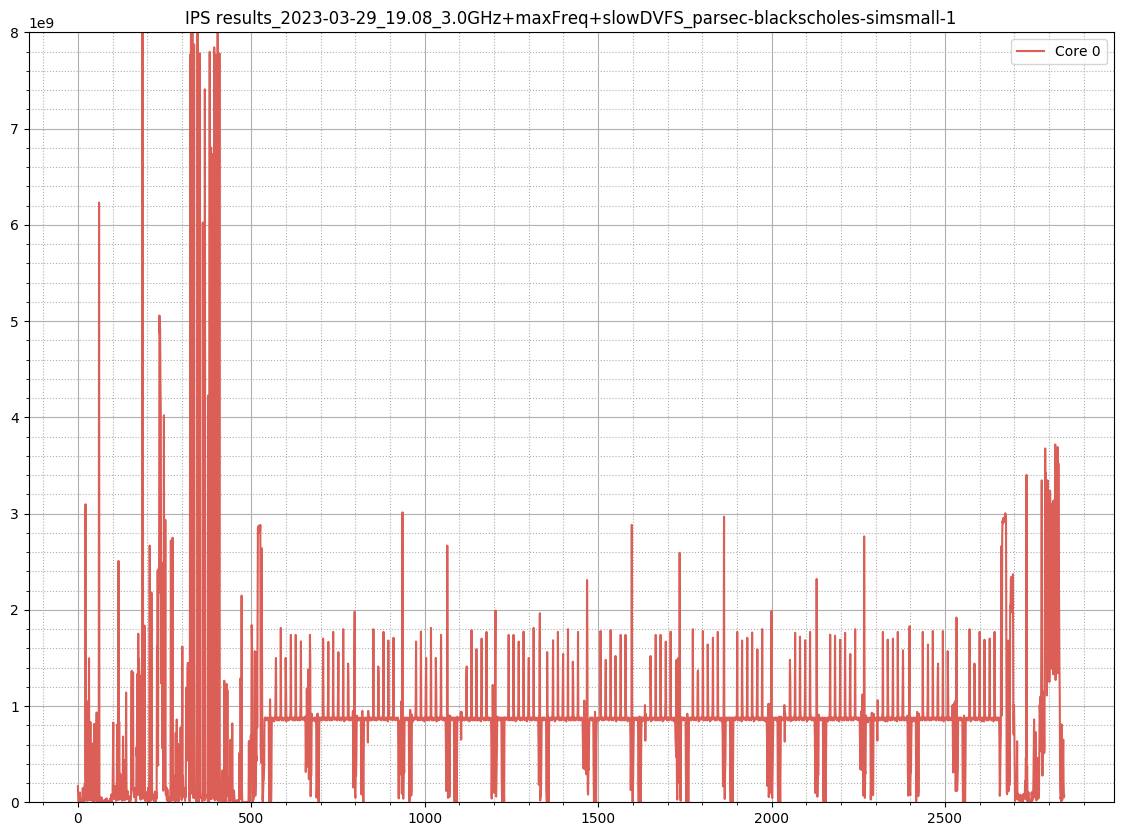 IPS results_2023-03-29_19.08_3.0GHz+maxFreq+slowDVFS_parsec-blackscholes-simsmall-1
1e9
Core 0
8
7
6
5
4
3
2
1
0
0 500 1000 1500 2000 2500